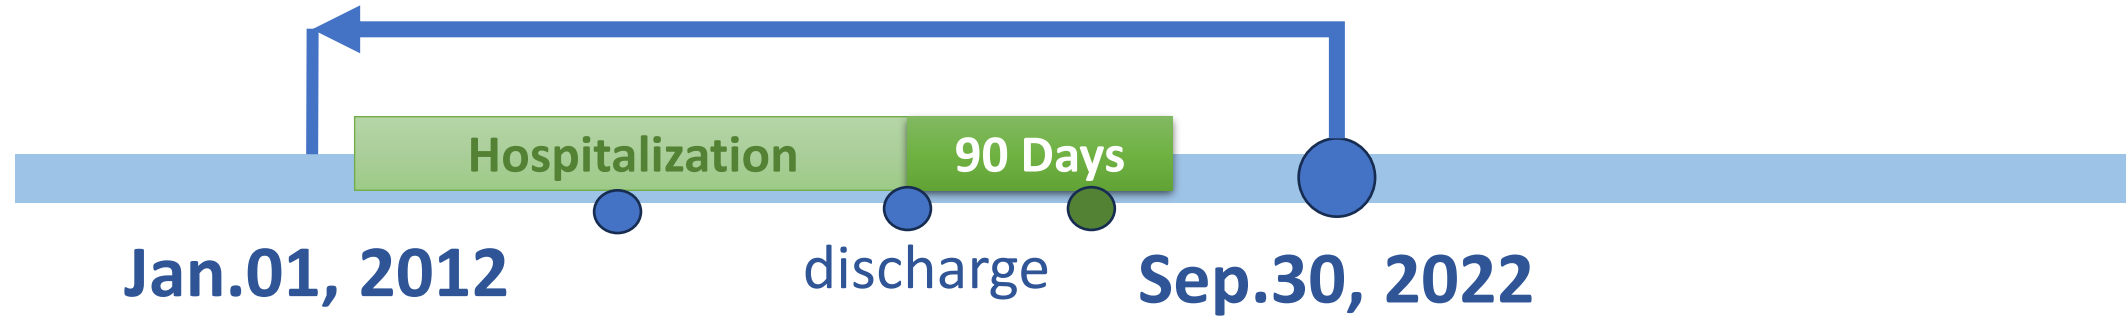 Hospitalization
90 Days
Jan.01, 2012
discharge
Sep.30, 2022